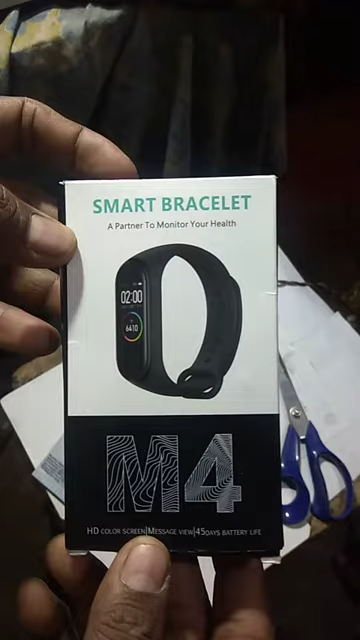 SMART BRACELET
A Partner To Monitor Your Health
02:00
6410
M4
HD COLOR SCREEN|MESSAGE VIEW|45DAYS BATTERY LIFE